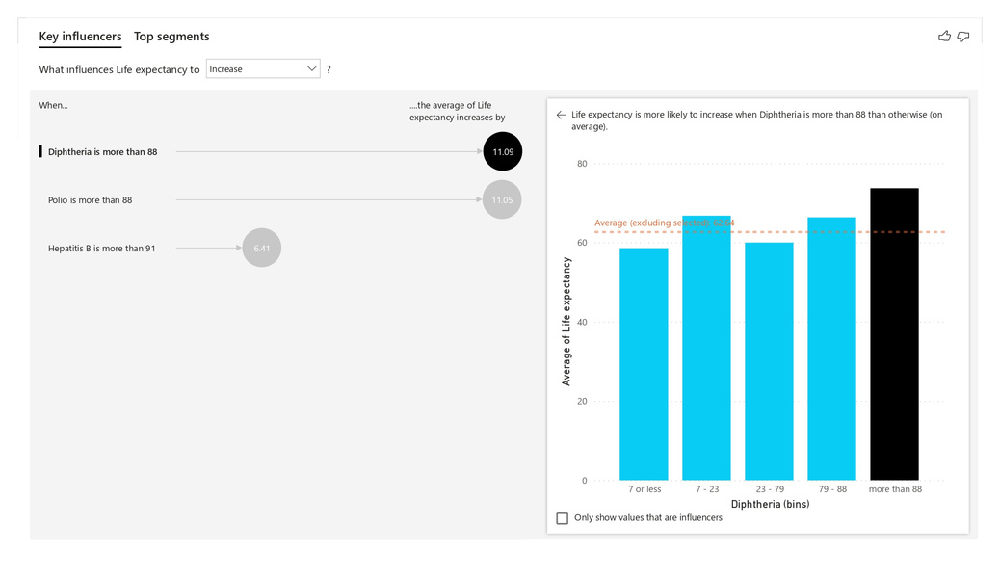 Key influencers Top segments
What influences Life expectancy to Increase ?
When...
....the average of Life
expectancy increases by
Diphtheria is more than 88
11.09
Polio is more than 88
11.05
Hepatitis B is more than 91
6.41
Life expectancy is more likely to increase when Diphtheria is more than 88 than otherwise (on
average).
80
Average (excluding selected): 62.64
60
40
20
0
Average of Life expectancy
7 or less
7 - 23
23 - 79
79 - 88
more than 88
Diphtheria (bins)
Only show values that are influencers